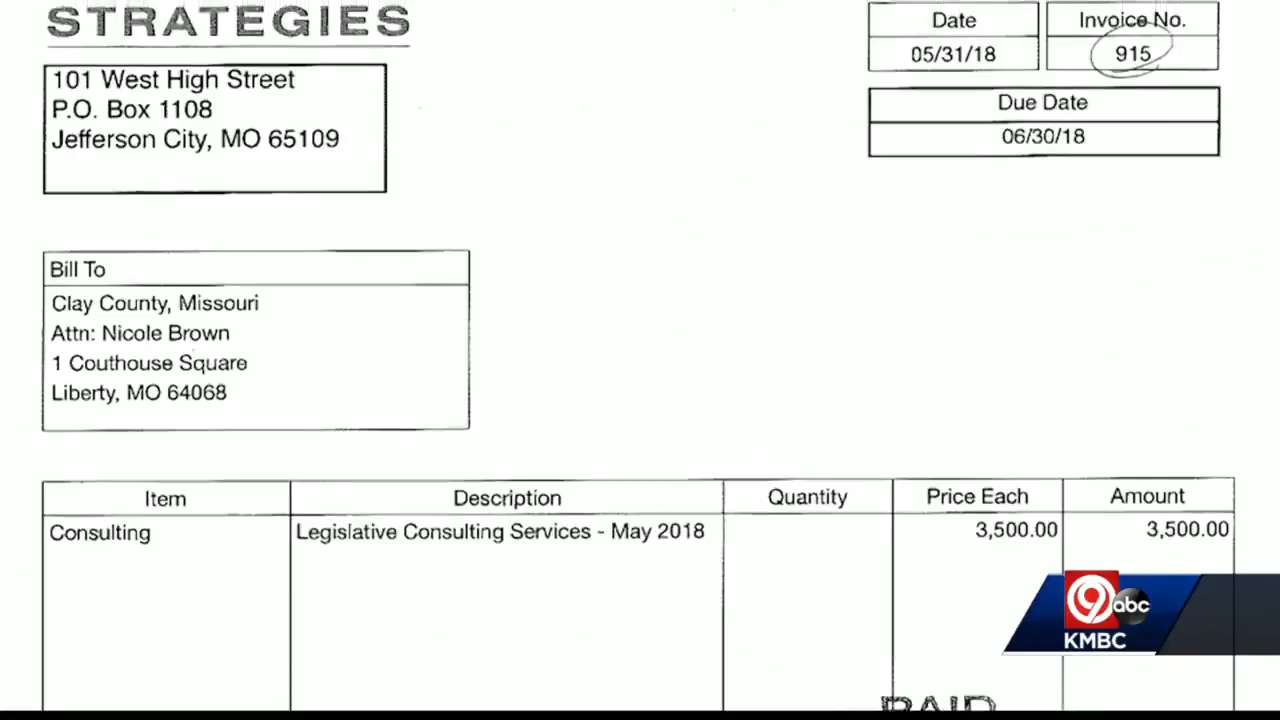 STRATEGIES
101 West High Street
P.O. Box 1108
Jefferson City, MO 65109
Date
Invoice No.
05/31/18
915
Due Date
06/30/18
Bill To
Clay County, Missouri
Attn: Nicole Brown
1 Couthouse Square
Liberty, MO 64068
Item
Description
Quantity
Price Each
Amount
Consulting
Legislative Consulting Services - May 2018
3,500.00
3,500.00
9 abc
KMBC
PAID